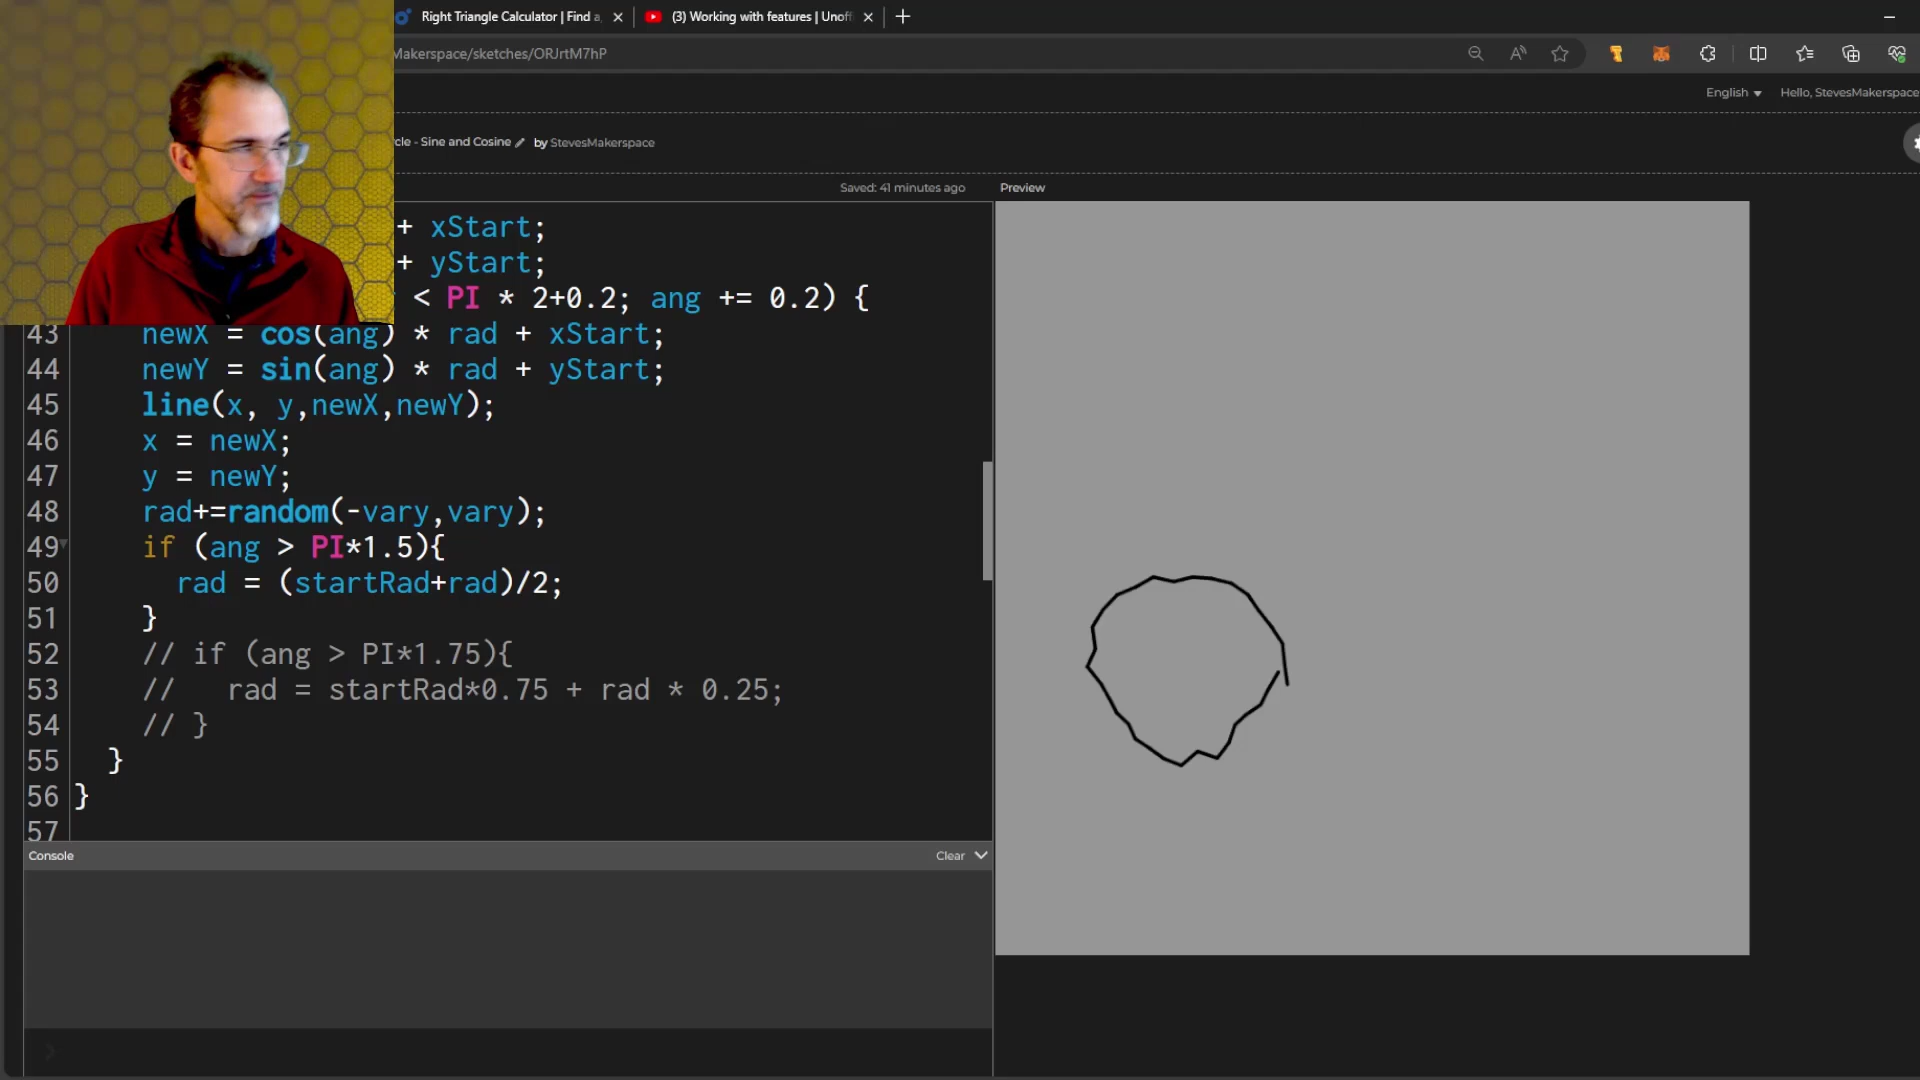 Right Triangle Calculator | Find a
(3) Working with features | Unoff
Makerspace/sketches/ORJrtM7hP
English
Hello, StevesMakerspace
cle - Sine and Cosine by StevesMakerspace
Saved: 41 minutes ago
Preview
+ xStart;
+ yStart;
< PI * 2+0.2; ang += 0.2) {
43 newX = cos(ang) * rad + xStart;
44 newY = sin(ang) * rad + yStart;
45 line(x, y,newX,newY);
46 x = newX;
47 y = newY;
48 rad+=random(-vary,vary);
49 if (ang > PI*1.5){
50 rad = (startRad+rad)/2;
51 }
52 // if (ang > PI*1.75){
53 // rad = startRad*0.75 + rad * 0.25;
54 // }
55 }
56 }
57
Console
Clear